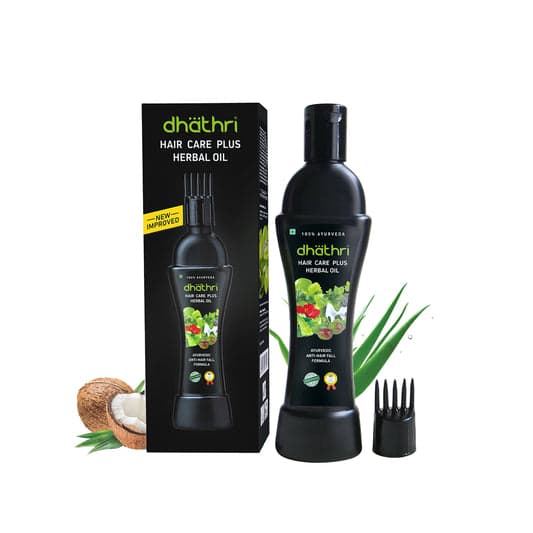 dhathri
HAIR CARE PLUS
HERBAL OIL
NEW
IMPROVED
100% AYURVEDA
dhathri
HAIR CARE PLUS
HERBAL OIL
AYURVEDIC
ANTI-HAIR FALL
FORMULA
100% AYURVEDA
dhathri
HAIR CARE PLUS
HERBAL OIL
AYURVEDIC
ANTI-HAIR FALL
FORMULA